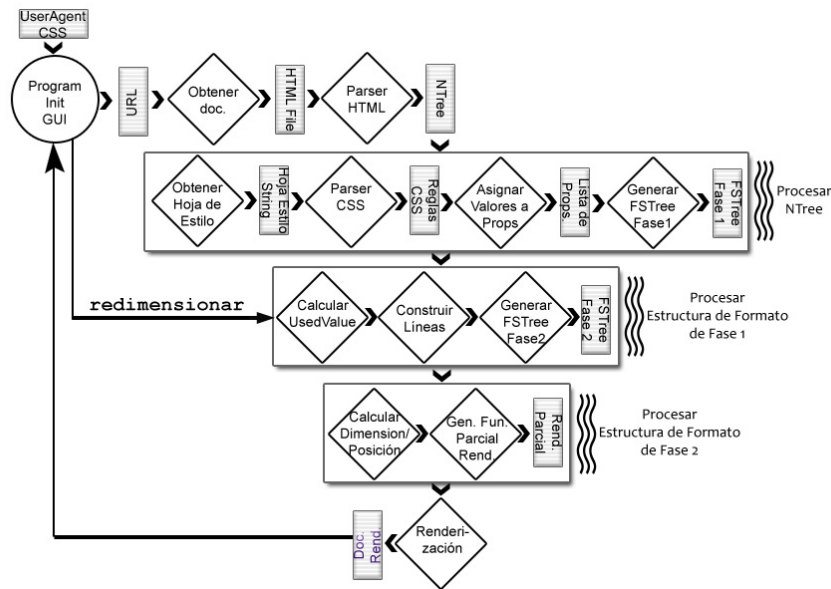 UserAgent
CSS
Program
Init
GUI
URL
Obtener
doc.
HTML File
Parser
HTML
NTree
Obtener
Hoja de
Estilo
Hoja Estilo
String
Parser
CSS
Reglas
CSS
Asignar
Valores a
Props
Lista de
Props.
Generar
FSTree
Fase1
FSTree
Fase 1
Procesar
NTree
redimensionar
Calcular
UsedValue
Construir
Líneas
Generar
FSTree
Fase2
FSTree
Fase 2
Procesar
Estructura de Formato
de Fase 1
Calcular
Dimension/
Posición
Gen. Fun.
Parcial
Rend.
Rend.
Parcial
Procesar
Estructura de Formato
de Fase 2
Doc.
Rend.
Renderi-
zación